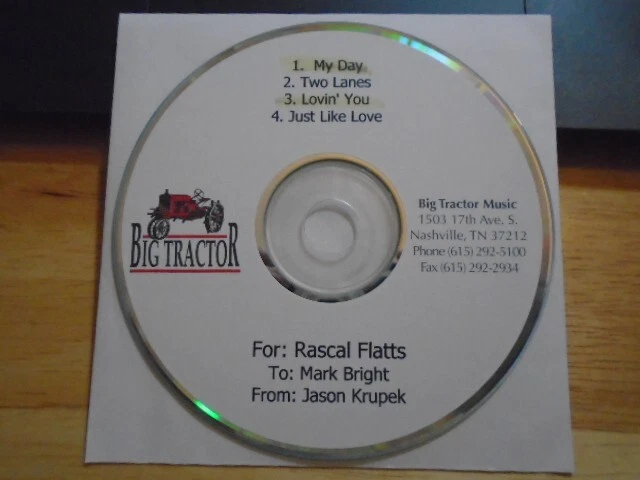 1. My Day
2. Two Lanes
3. Lovin' You
4. Just Like Love
BIG TRACTOR
Big Tractor Music
1503 17th Ave. S.
Nashville, TN 37212
Phone (615) 292-5100
Fax (615) 292-2934
For: Rascal Flatts
To: Mark Bright
From: Jason Krupek